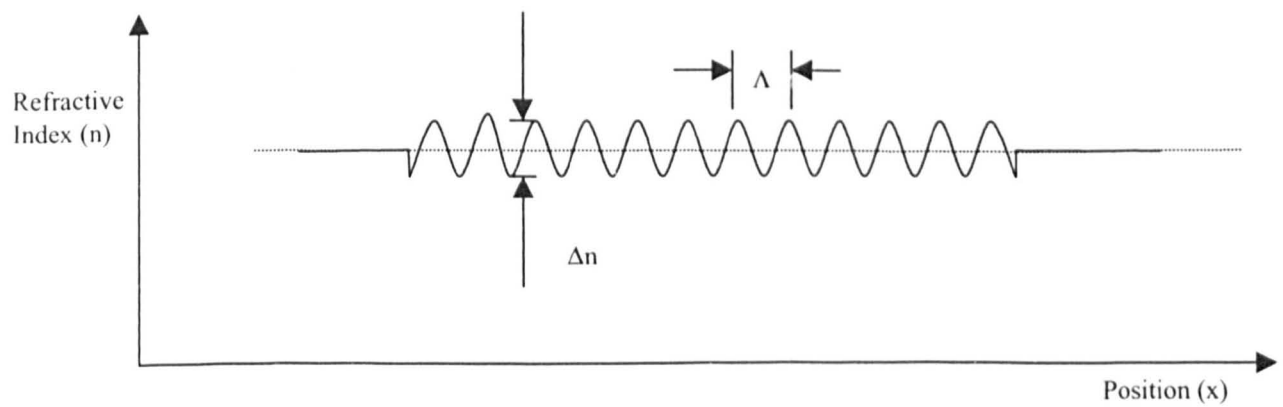 Refractive
Index (n)
Λ
Δn
Position (x)